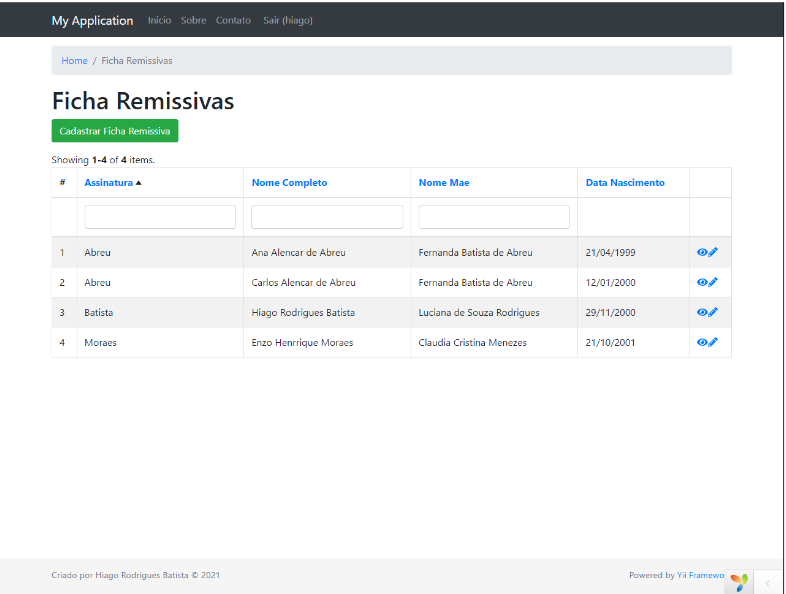 My Application Inicio Sobre Contato Sair (hiago)
Home / Ficha Remissivas
Ficha Remissivas
Cadastrar Ficha Remissiva
Showing 1-4 of 4 items.
# Assinatura Nome Completo Nome Mae Data Nascimento
1 Abreu Ana Alencar de Abreu Fernanda Batista de Abreu 21/04/1999
2 Abreu Carlos Alencar de Abreu Fernanda Batista de Abreu 12/01/2000
3 Batista Hiago Rodrigues Batista Luciana de Souza Rodrigues 29/11/2000
4 Moraes Enzo Henrrique Moraes Claudia Cristina Menezes 21/10/2001
Criado por Hiago Rodrigues Batista © 2021 Powered by Yii Framewo